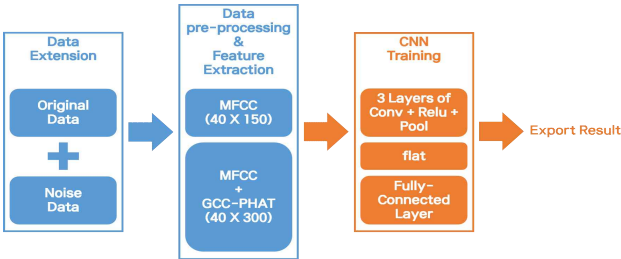 Data
Extension
Original
Data
Noise
Data
Data
pre-processing
&
Feature
Extraction
MFCC
(40 X 150)
MFCC
+
GCC-PHAT
(40 X 300)
CNN
Training
3 Layers of
Conv + Relu +
Pool
flat
Fully-
Connected
Layer
Export Result